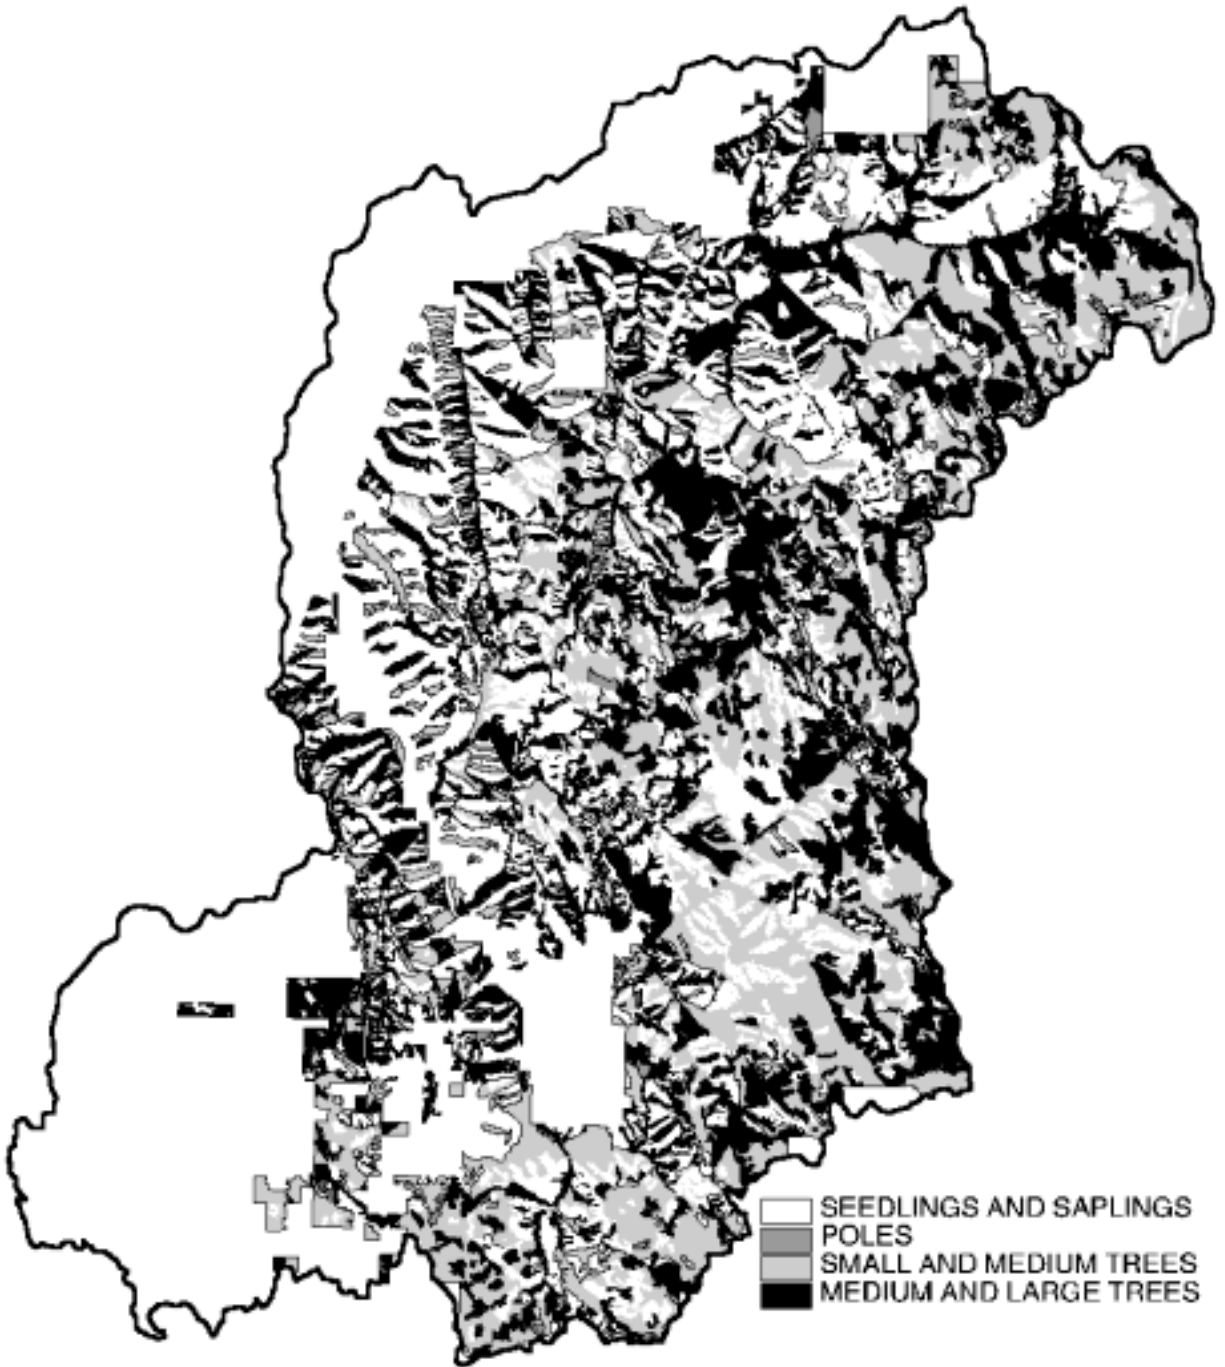 SEEDLINGS AND SAPLINGS
POLES
SMALL AND MEDIUM TREES
MEDIUM AND LARGE TREES